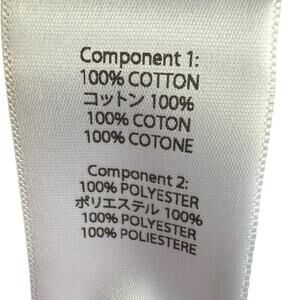 Component 1:
100% COTTON
コットン 100%
100% COTON
100% COTONE
Component 2:
100% POLYESTER
ポリエステル 100%
100% POLYESTER
100% POLIESTERE